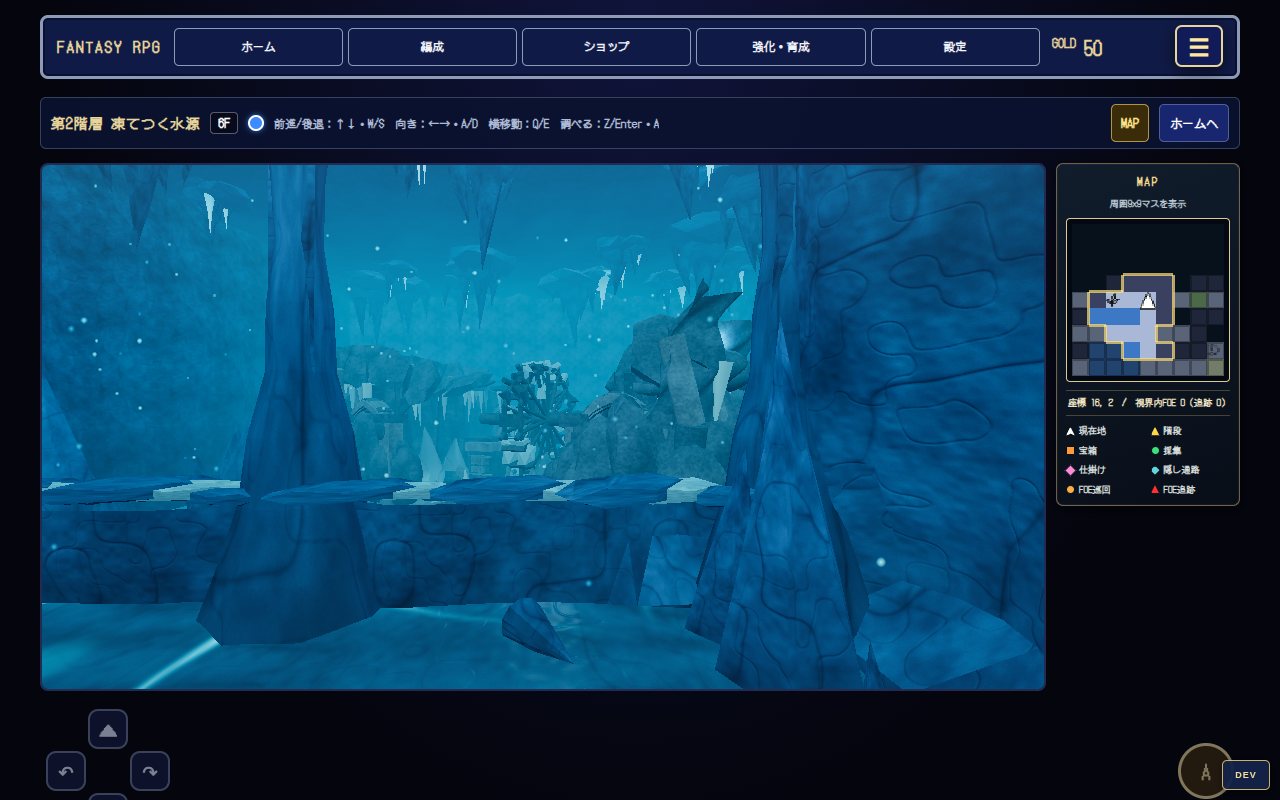 FANTASY RPG
ホーム
編成
ショップ
強化・育成
設定
GOLD 50
第2階層 凍てつく水源
6F
前進/後退：↑↓・W/S 向き：←→・A/D 横移動：Q/E 調べる：Z/Enter・A
MAP
ホームへ
MAP
周囲9x9マスを表示
座標 16, 2 / 視界内FOE 0 (追跡 0)
現在地
階段
宝箱
採集
仕掛け
隠し通路
FOE巡回
FOE追跡
A
DEV